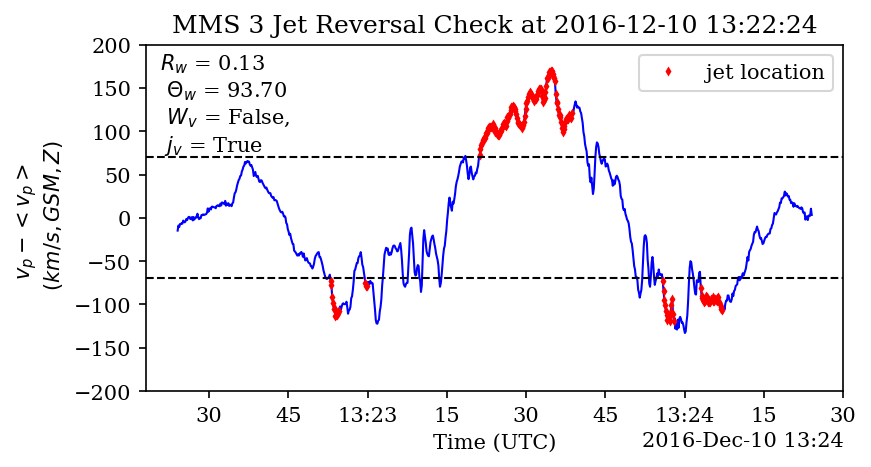 MMS 3 Jet Reversal Check at 2016-12-10 13:22:24
R_w = 0.13
Θ_w = 93.70
W_v = False,
j_v = True
jet location
200
150
100
50
0
−50
−100
−150
−200
v_p − < v_p >
(km/s, GSM, Z)
30 45 13:23 15 30 45 13:24 15 30
Time (UTC)
2016-Dec-10 13:24